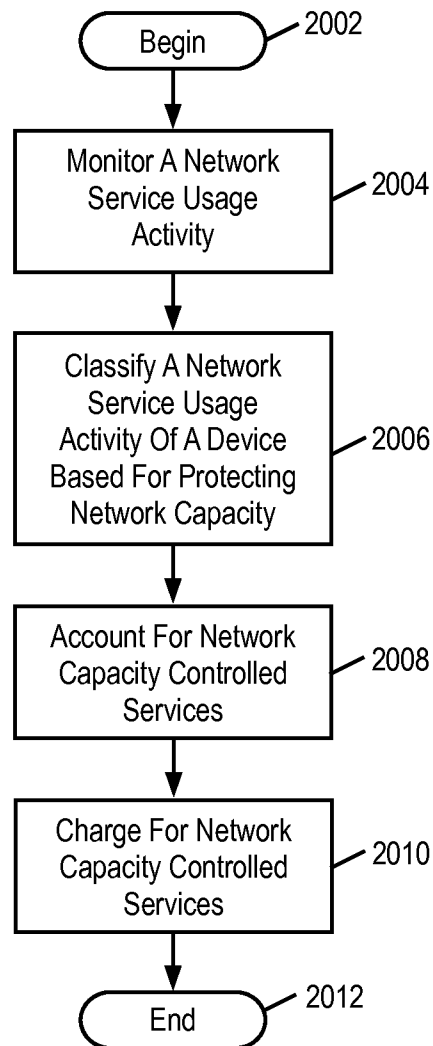 Begin
2002
Monitor A Network
Service Usage
Activity
2004
Classify A Network
Service Usage
Activity Of A Device
Based For Protecting
Network Capacity
2006
Account For Network
Capacity Controlled
Services
2008
Charge For Network
Capacity Controlled
Services
2010
End
2012